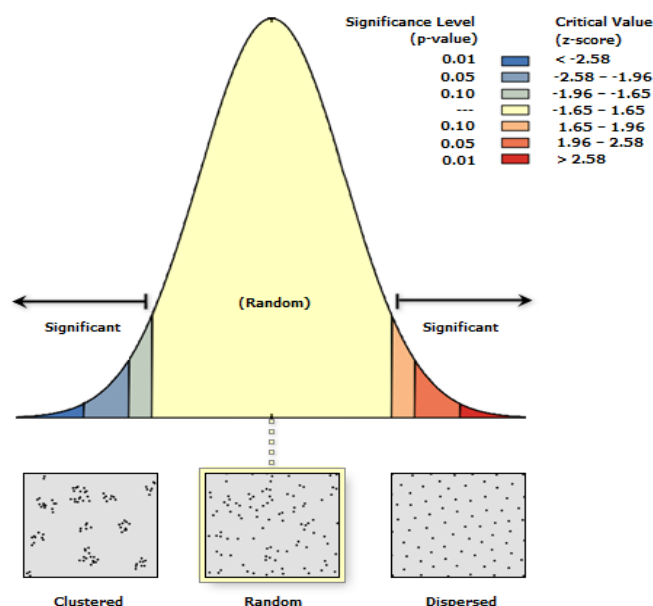 Significance Level Critical Value
(p-value) (z-score)
0.01 < -2.58
0.05 -2.58 – -1.96
0.10 -1.96 – -1.65
--- -1.65 – 1.65
0.10 1.65 – 1.96
0.05 1.96 – 2.58
0.01 > 2.58
(Random)
Significant Significant
Clustered Random Dispersed